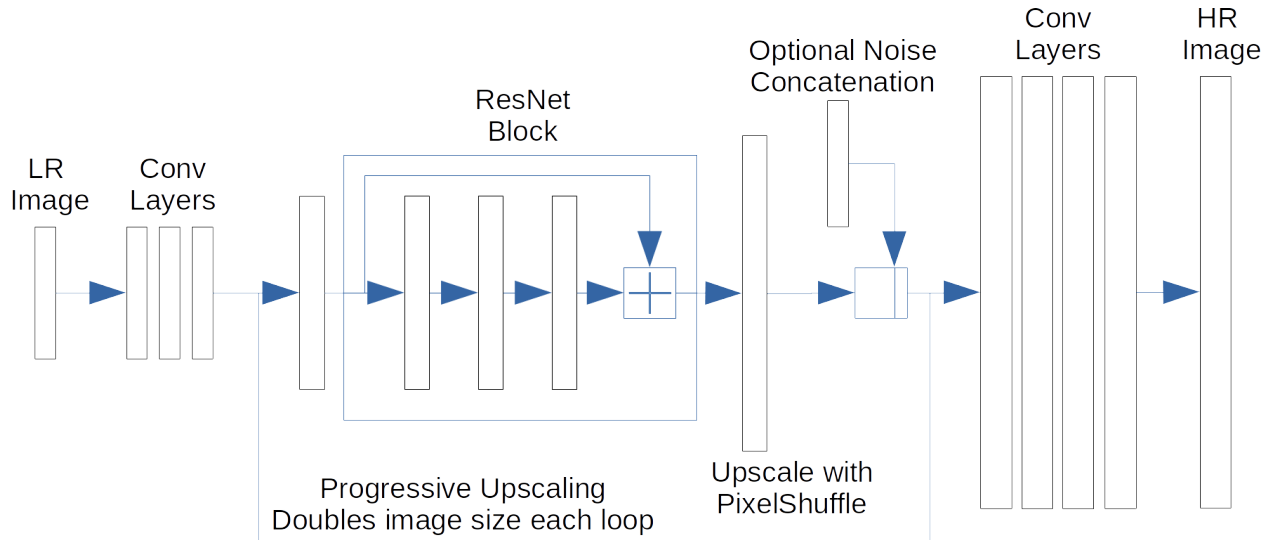 LR
Image
Conv
Layers
ResNet
Block
Optional Noise
Concatenation
Conv
Layers
HR
Image
Progressive Upscaling
Doubles image size each loop
Upscale with
PixelShuffle